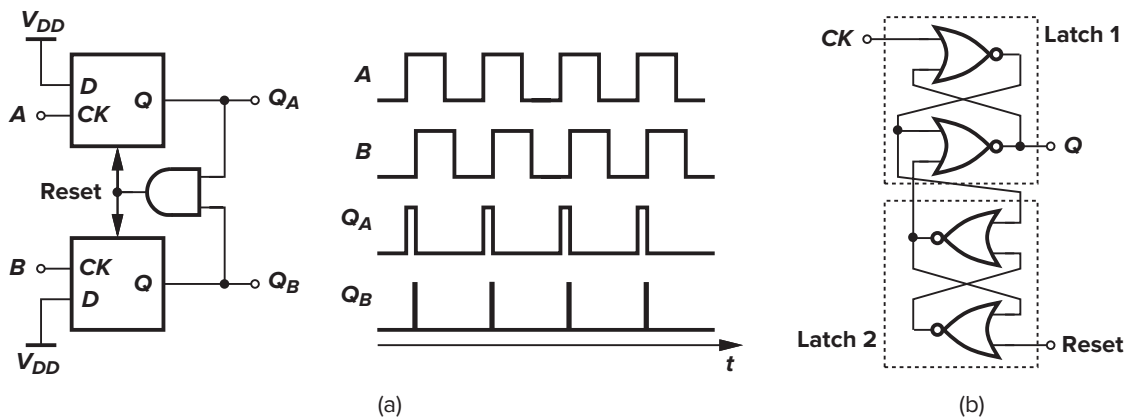 V_DD
D
Q
Q_A
A
CK
Reset
B
CK
Q
Q_B
D
V_DD
A
B
Q_A
Q_B
t
(a)
CK
Latch 1
Q
Latch 2
Reset
(b)